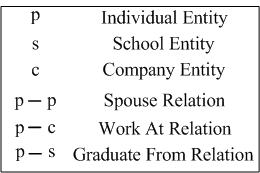 p Individual Entity
s School Entity
c Company Entity
p – p Spouse Relation
p – c Work At Relation
p – s Graduate From Relation